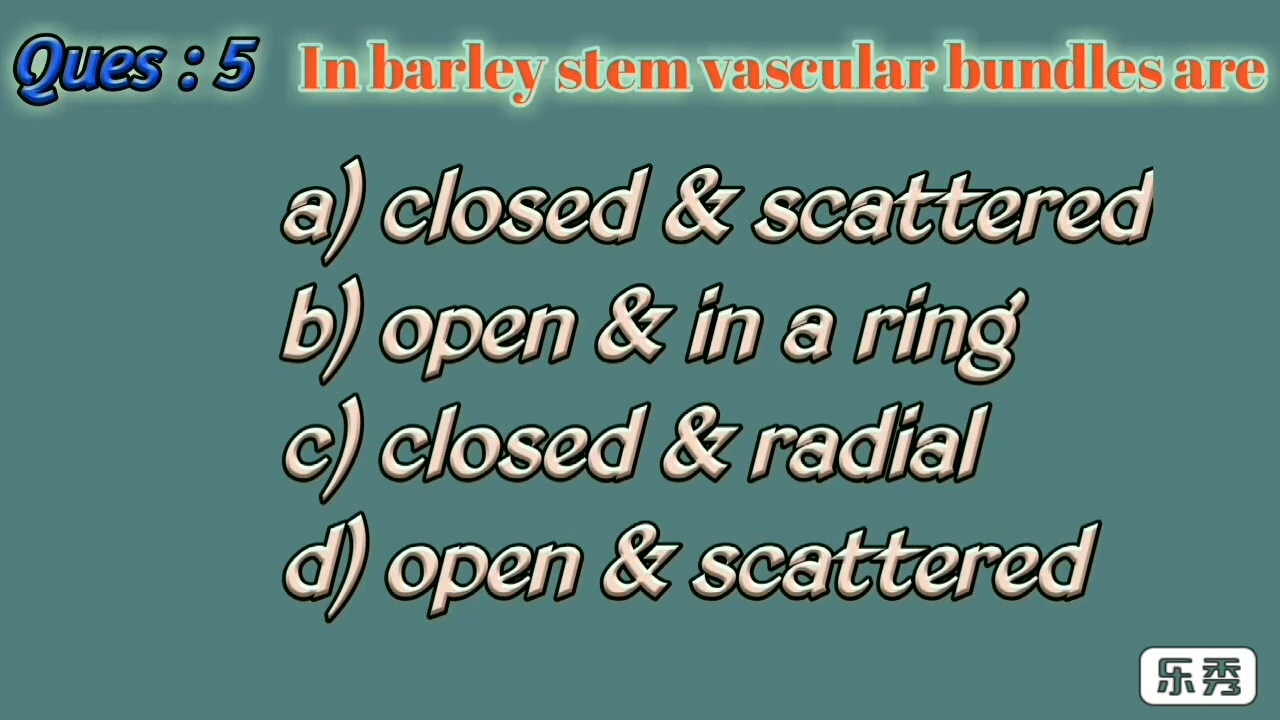 Ques : 5 In barley stem vascular bundles are
a) closed & scattered
b) open & in a ring
c) closed & radial
d) open & scattered
乐秀